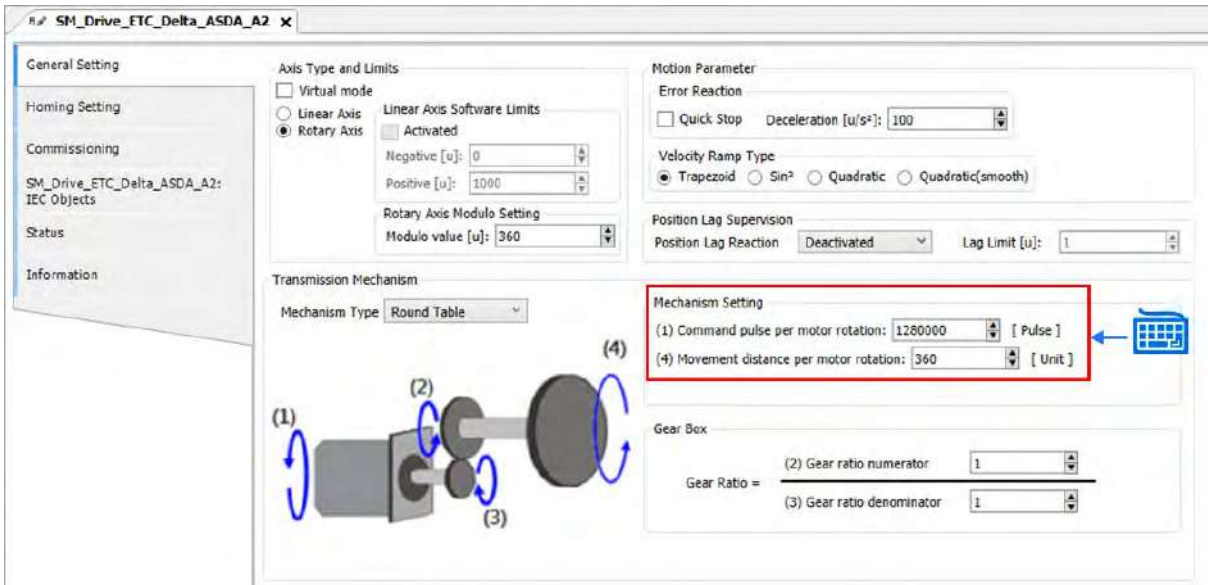 SM_Drive_ETC_Delta_ASDA_A2 x
General Setting
Homing Setting
Commissioning
SM_Drive_ETC_Delta_ASDA_A2:
IEC Objects
Status
Information
Axis Type and Limits
Virtual mode
Linear Axis
Rotary Axis
Linear Axis Software Limits
Activated
Negative [u]: 0
Positive [u]: 1000
Rotary Axis Modulo Setting
Modulo value [u]: 360
Motion Parameter
Error Reaction
Quick Stop Deceleration [u/s²]: 100
Velocity Ramp Type
Trapezoid Sin² Quadratic Quadratic(smooth)
Position Lag Supervision
Position Lag Reaction Deactivated Lag Limit [u]: 1
Transmission Mechanism
Mechanism Type Round Table
(1)
(2)
(3)
(4)
Mechanism Setting
(1) Command pulse per motor rotation: 1280000 [ Pulse ]
(4) Movement distance per motor rotation: 360 [ Unit ]
Gear Box
Gear Ratio =
(2) Gear ratio numerator 1
(3) Gear ratio denominator 1